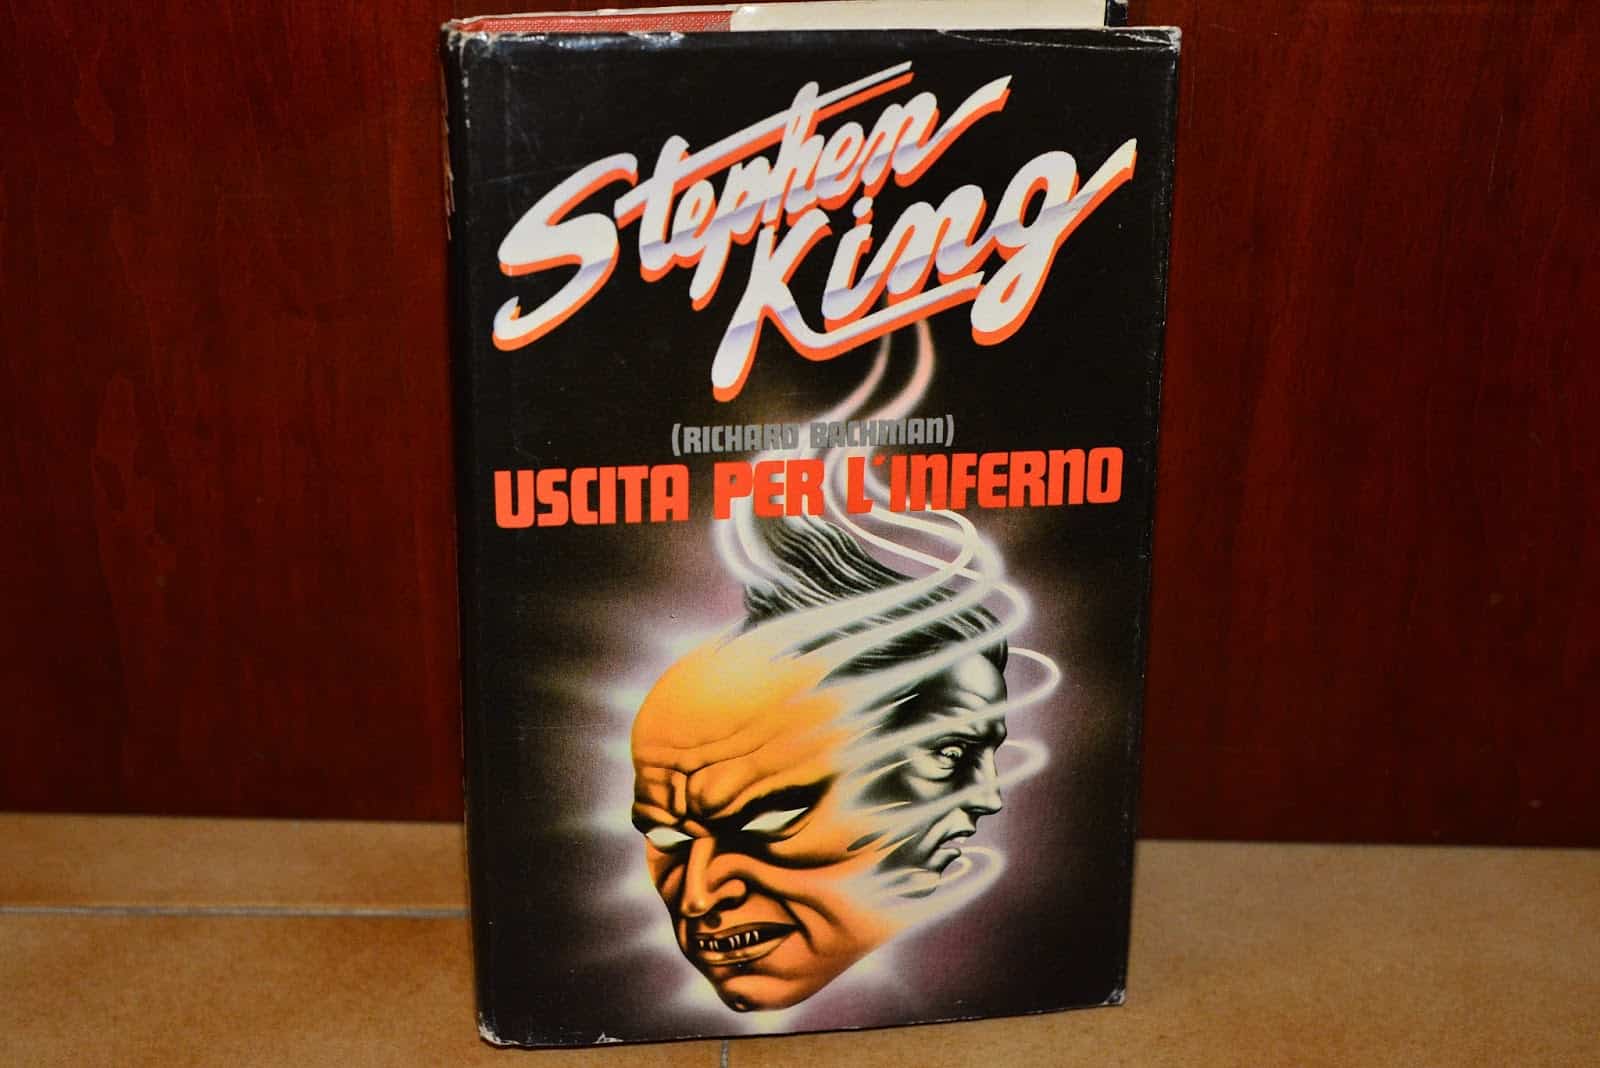 Stephen
King
(RICHARD BACHMAN)
USCITA PER L'INFERNO